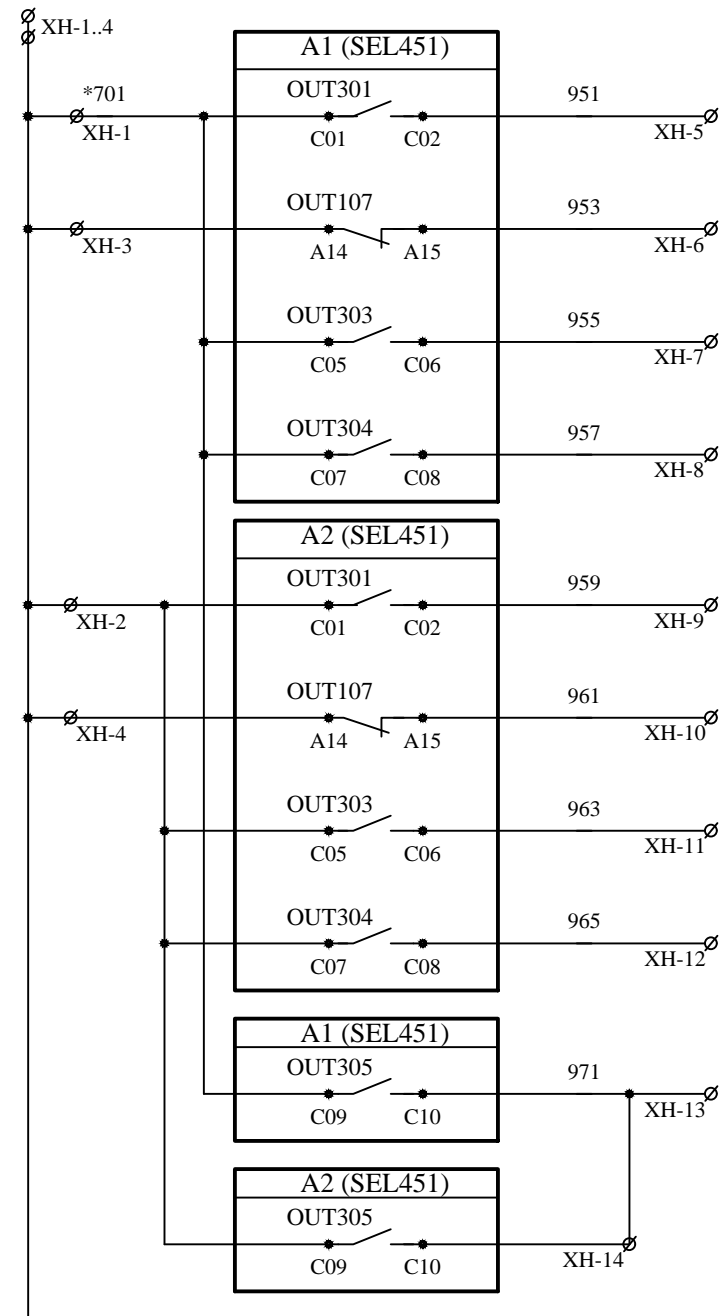 XH-1..4
A1 (SEL451)
*701
OUT301
951
XH-1
C01
C02
XH-5
OUT107
953
XH-3
A14
A15
XH-6
OUT303
955
C05
C06
XH-7
OUT304
957
C07
C08
XH-8
A2 (SEL451)
OUT301
959
XH-2
C01
C02
XH-9
OUT107
961
XH-4
A14
A15
XH-10
OUT303
963
C05
C06
XH-11
OUT304
965
C07
C08
XH-12
A1 (SEL451)
OUT305
971
C09
C10
XH-13
A2 (SEL451)
OUT305
C09
C10
XH-14